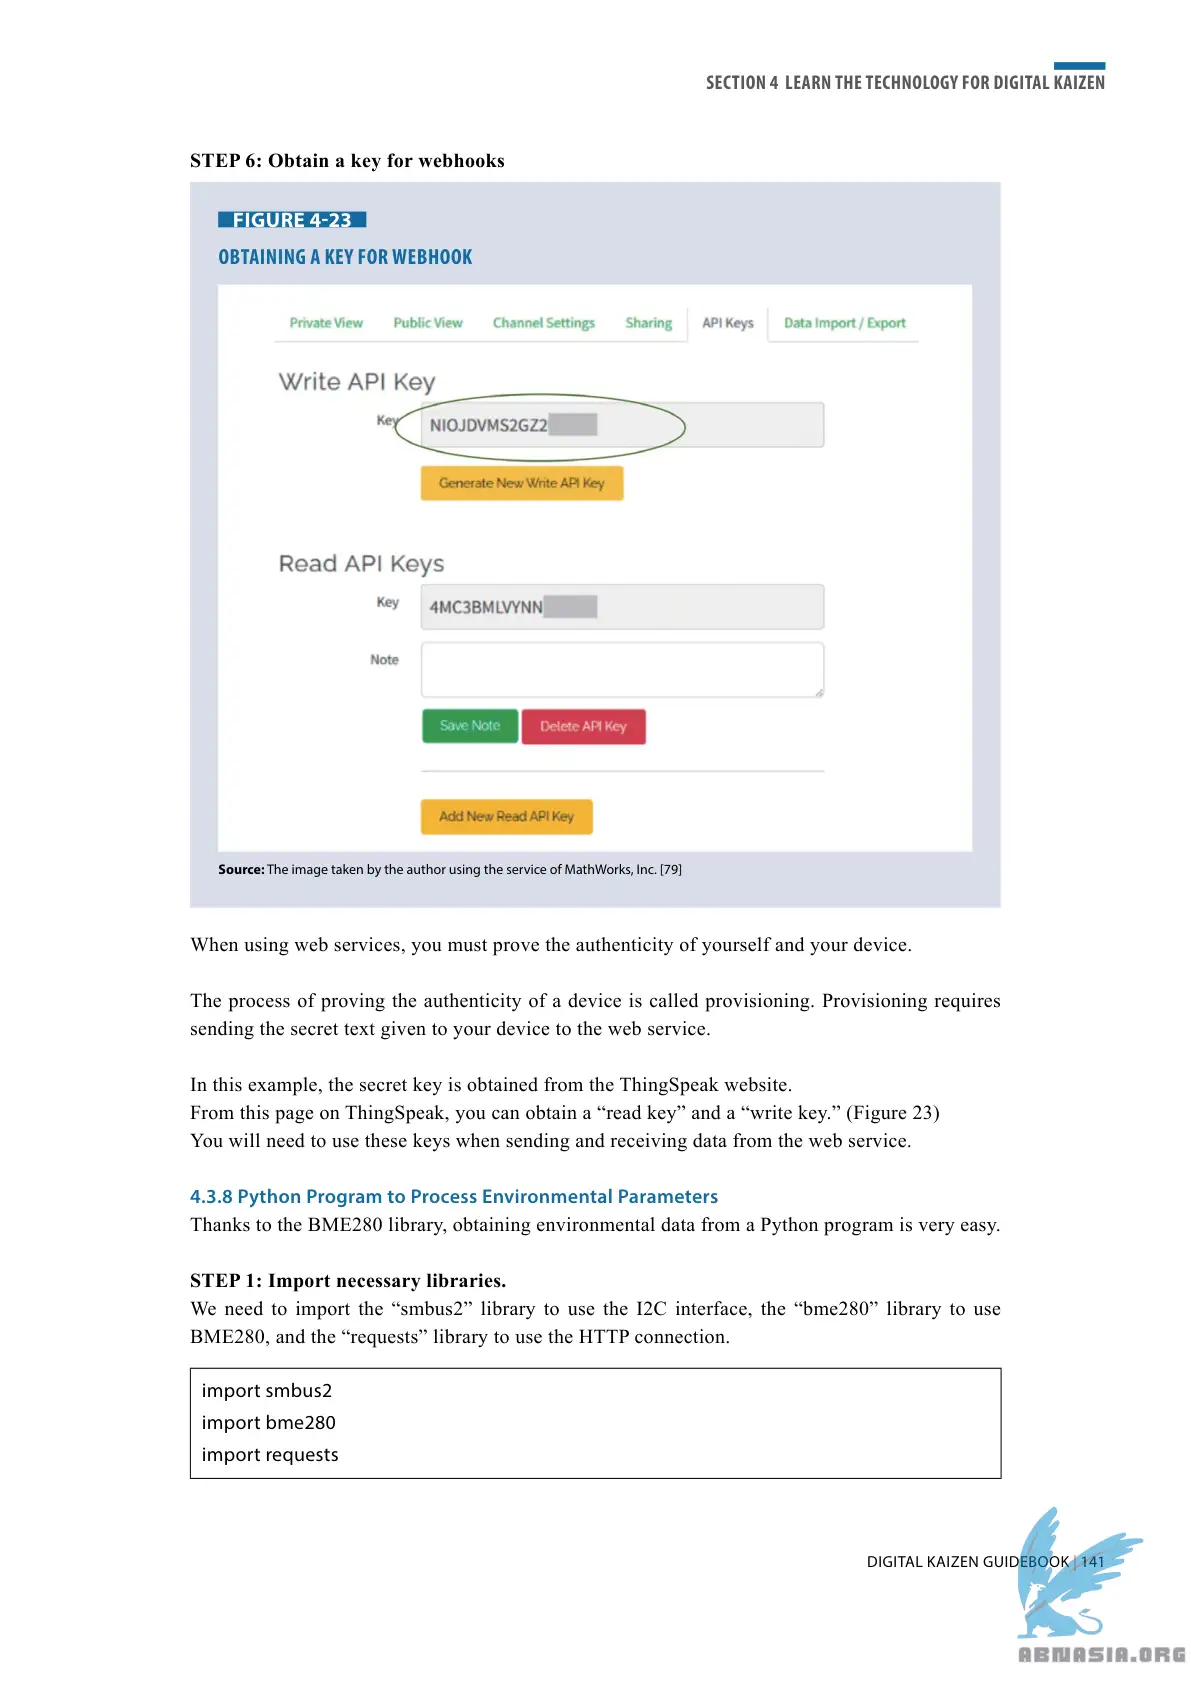 SECTION 4 LEARN THE TECHNOLOGY FOR DIGITAL KAIZEN
STEP 6: Obtain a key for webhooks
FIGURE 4-23
OBTAINING A KEY FOR WEBHOOK
Private View Public View Channel Settings Sharing API Keys Data Import / Export
Write API Key
Key NIOJDVMS2GZ2
Generate New Write API Key
Read API Keys
Key 4MC3BMLVYNN
Note
Save Note Delete API Key
Add New Read API Key
Source: The image taken by the author using the service of MathWorks, Inc. [79]
When using web services, you must prove the authenticity of yourself and your device.
The process of proving the authenticity of a device is called provisioning. Provisioning requires
sending the secret text given to your device to the web service.
In this example, the secret key is obtained from the ThingSpeak website.
From this page on ThingSpeak, you can obtain a “read key” and a “write key.” (Figure 23)
You will need to use these keys when sending and receiving data from the web service.
4.3.8 Python Program to Process Environmental Parameters
Thanks to the BME280 library, obtaining environmental data from a Python program is very easy.
STEP 1: Import necessary libraries.
We need to import the “smbus2” library to use the I2C interface, the “bme280” library to use
BME280, and the “requests” library to use the HTTP connection.
import smbus2
import bme280
import requests
DIGITAL KAIZEN GUIDEBOOK | 141
ABNASIA.ORG